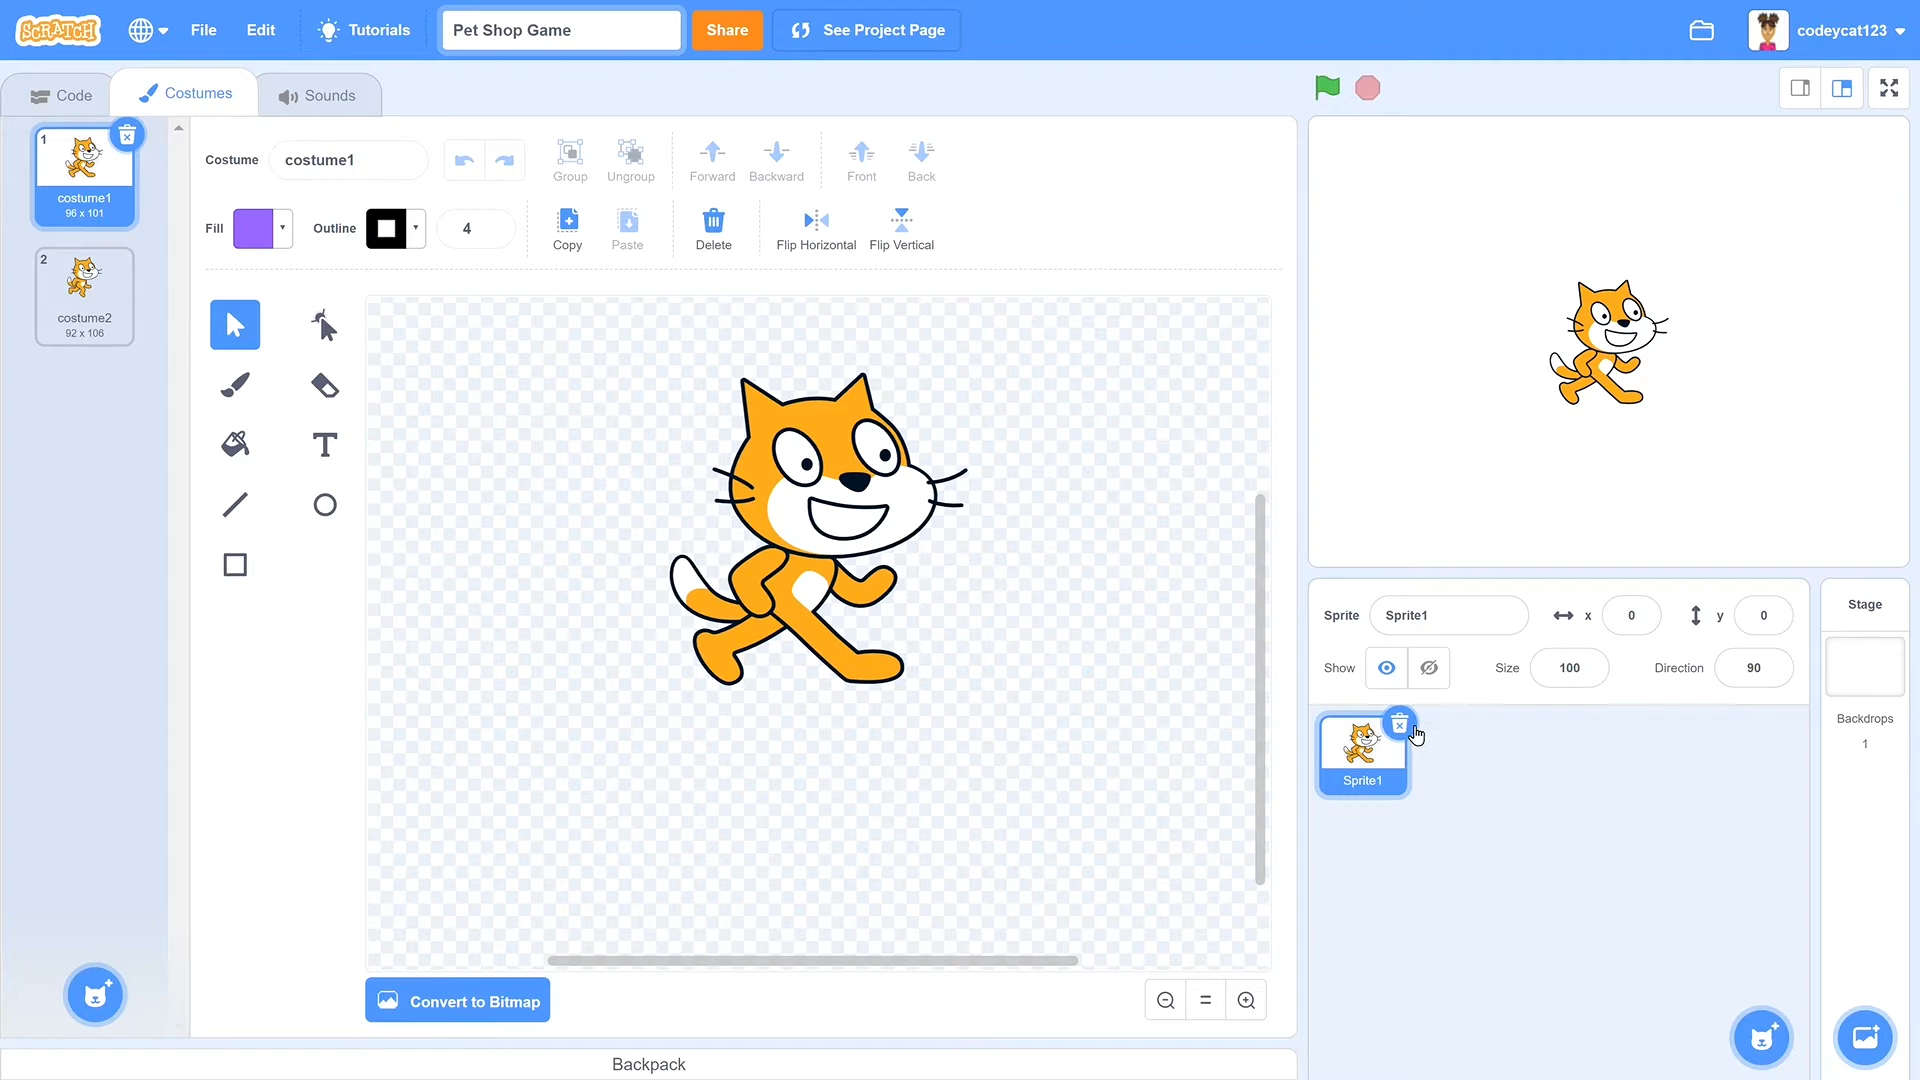 SCRATCH
File
Edit
Tutorials
Pet Shop Game
Share
See Project Page
codeycat123
Code
Costumes
Sounds
1
costume1
96 x 101
2
costume2
92 x 106
Costume
costume1
Group
Ungroup
Forward
Backward
Front
Back
Fill
Outline
4
Copy
Paste
Delete
Flip Horizontal
Flip Vertical
Convert to Bitmap
Backpack
Sprite
Sprite1
x
0
y
0
Show
Size
100
Direction
90
Sprite1
Stage
Backdrops
1